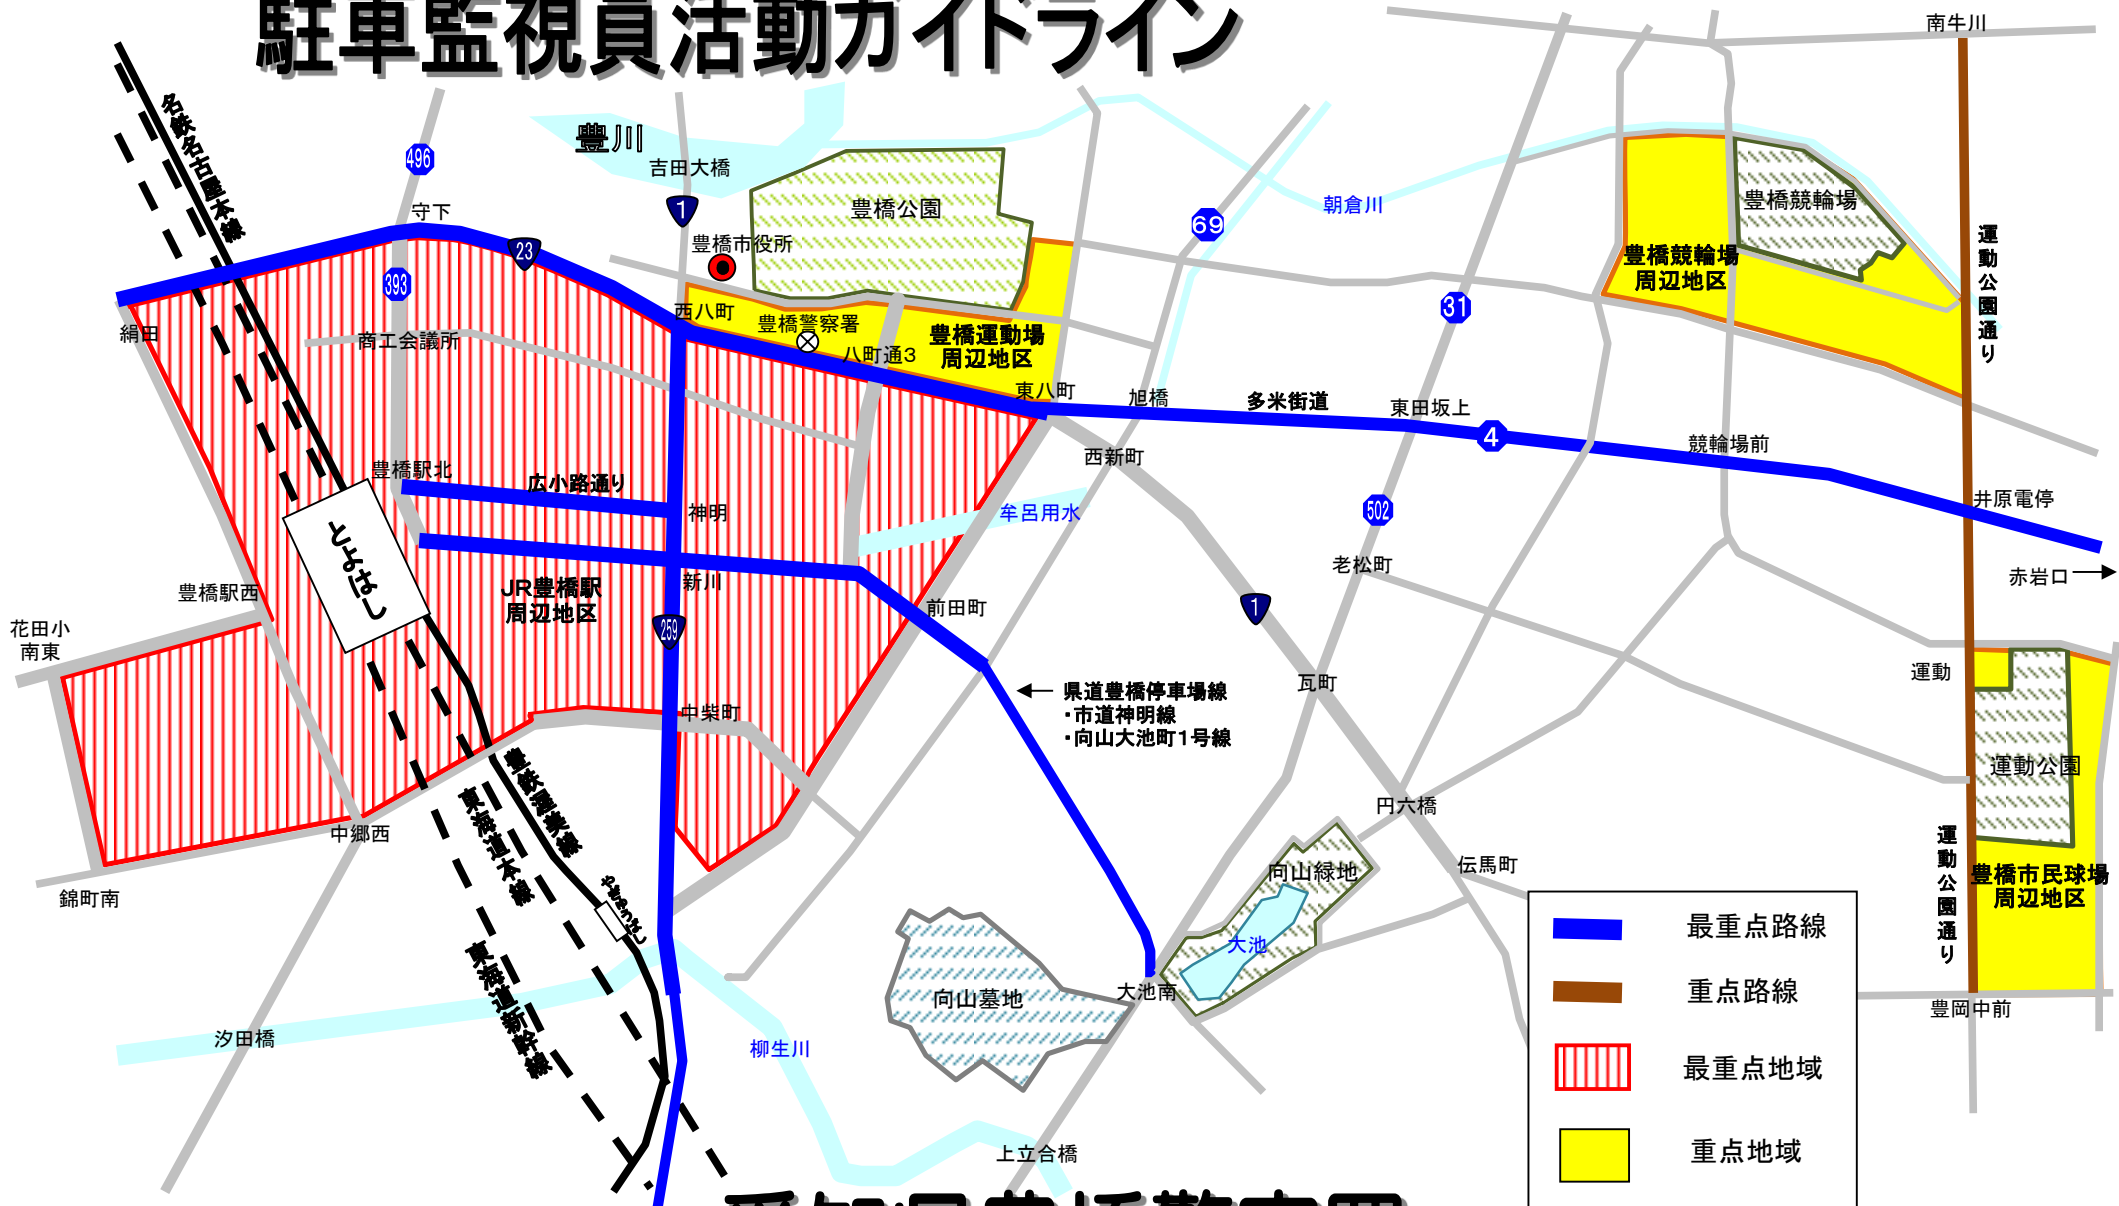 駐車監視員活動ガイドライン
南牛川
名鉄名古屋本線
496
豊川
吉田大橋
1
豊橋公園
69
朝倉川
豊橋競輪場
守下
23
豊橋市役所
運動公園通り
豊橋競輪場
周辺地区
393
31
絹田
商工会議所
西八町
豊橋警察署
八町通3
豊橋運動場
周辺地区
東八町
旭橋
多米街道
東田坂上
4
競輪場前
西新町
豊橋駅北
広小路通り
神明
牟呂用水
502
井原電停
とよはし
老松町
赤岩口
豊橋駅西
JR豊橋駅
周辺地区
新川
259
前田町
1
花田小
南東
瓦町
運動
県道豊橋停車場線
・市道神明線
・向山大池町1号線
中柴町
運動公園
豊鉄渥美線
東海道本線
中郷西
円六橋
伝馬町
向山緑地
運動公園通り
豊橋市民球場
周辺地区
錦町南
やぎゅうばし
大池
東海道新幹線
向山墓地
大池南
豊岡中前
汐田橋
柳生川
上立合橋
最重点路線
重点路線
最重点地域
重点地域
愛知県豊橋警察署